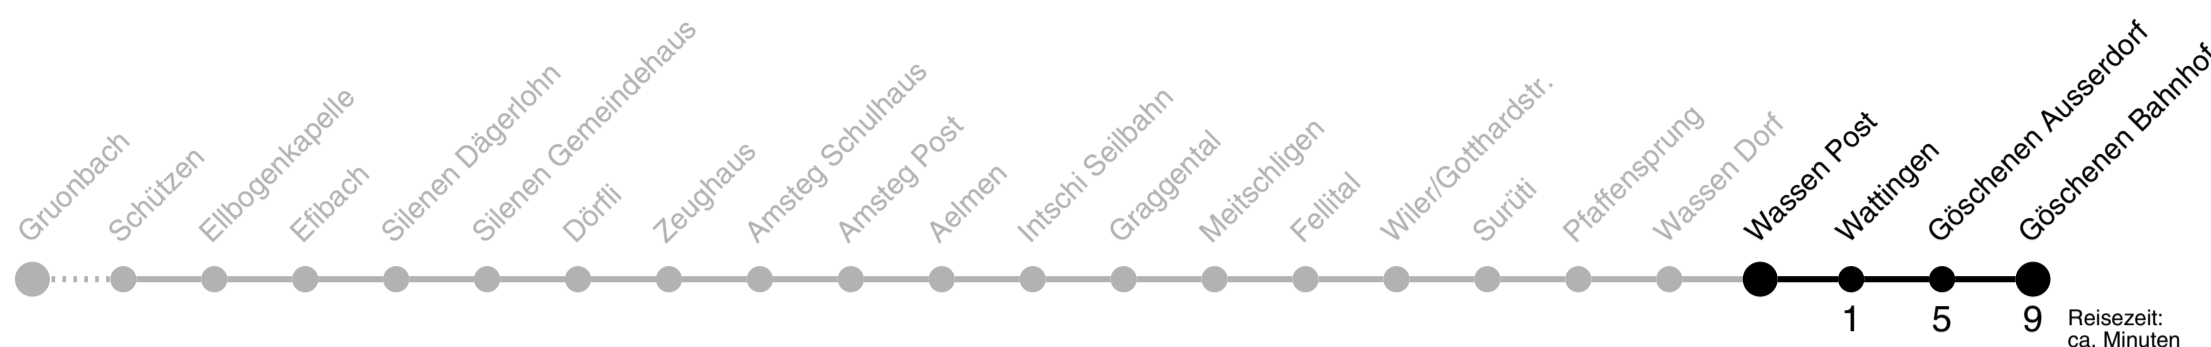 Gruonbach
Schützen
Ellbogenkapelle
Efibach
Silenen Dägerlohn
Silenen Gemeindehaus
Dörfli
Zeughaus
Amsteg Schulhaus
Amsteg Post
Aelmen
Intschi Seilbahn
Graggental
Meitschligen
Fellital
Wiler/Gotthardstr.
Surüti
Pfaffensprung
Wassen Dorf
Wassen Post
Wattingen
Göschenen Ausserdorf
Göschenen Bahnhof
1 5 9
Reisezeit:
ca. Minuten